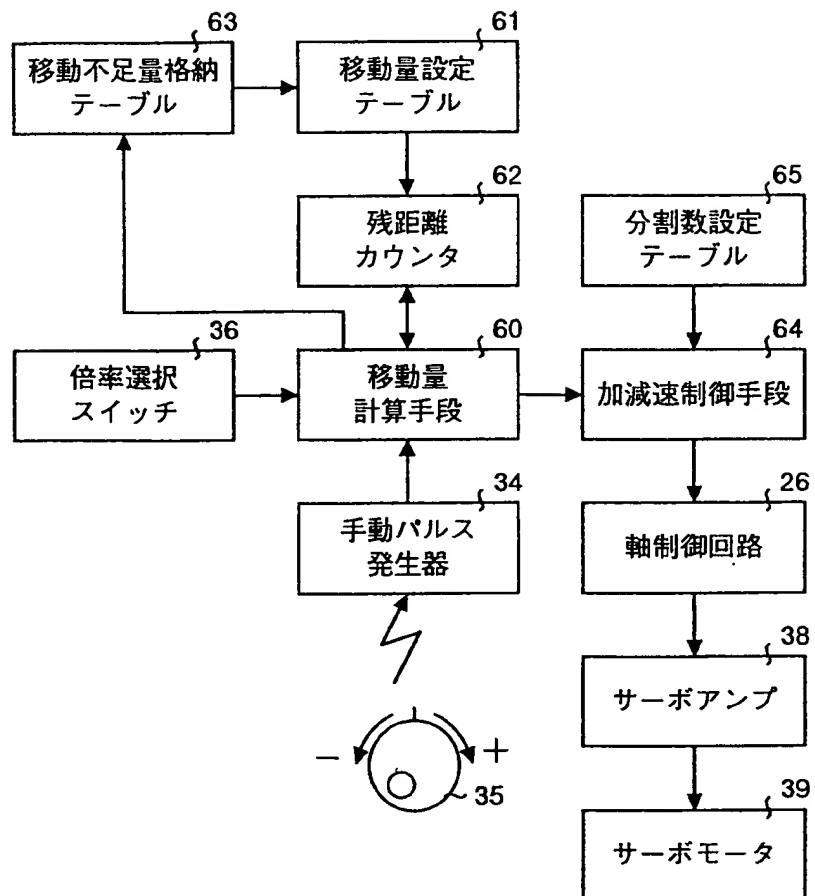 63
移動不足量格納
テーブル
61
移動量設定
テーブル
62
残距離
カウンタ
65
分割数設定
テーブル
36
倍率選択
スイッチ
60
移動量
計算手段
64
加減速制御手段
34
手動パルス
発生器
26
軸制御回路
38
サーボアンプ
- +
35
39
サーボモータ